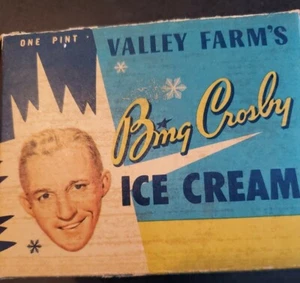 ONE PINT
VALLEY FARM'S
Bing Crosby
ICE CREAM